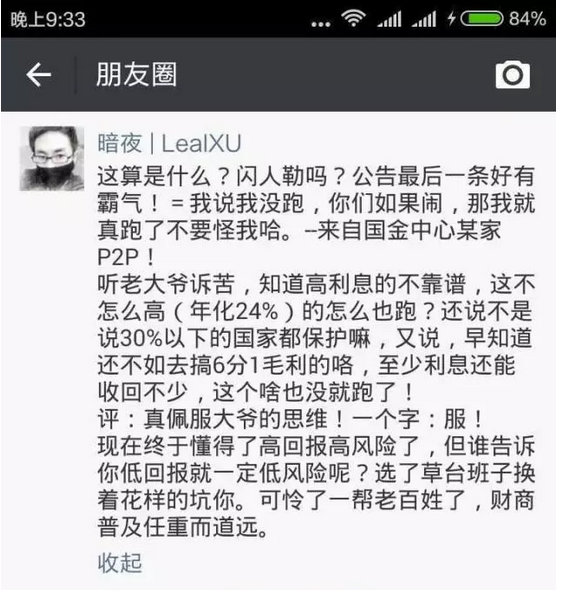 晚上9:33
84%
朋友圈
暗夜 | LealXU
这算是什么？闪人勒吗？公告最后一条好有
霸气！＝我说我没跑，你们如果闹，那我就
真跑了不要怪我哈。--来自国金中心某家
P2P！
听老大爷诉苦，知道高利息的不靠谱，这不
怎么高（年化24%）的怎么也跑？还说不是
说30%以下的国家都保护嘛，又说，早知道
还不如去搞6分1毛利的咯，至少利息还能
收回不少，这个啥也没就跑了！
评：真佩服大爷的思维！一个字：服！
现在终于懂得了高回报高风险了，但谁告诉
你低回报就一定低风险呢？选了草台班子换
着花样的坑你。可怜了一帮老百姓了，财商
普及任重而道远。
收起